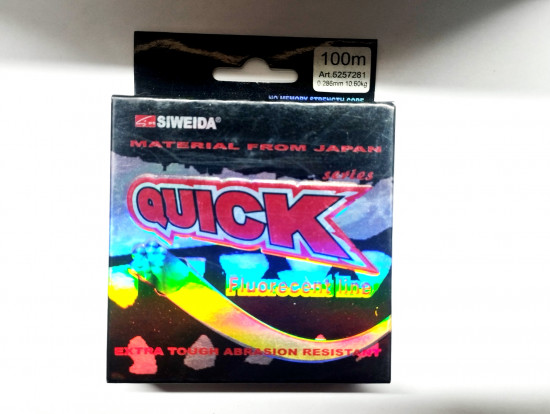 100m
Art.6257281
0.286mm 10.60kg
NO MEMORY STRENGTH CODE
SIWEIDA®
MATERIAL FROM JAPAN
series
QUICK
Fluorecent line
EXTRA TOUGH ABRASION RESISTANT